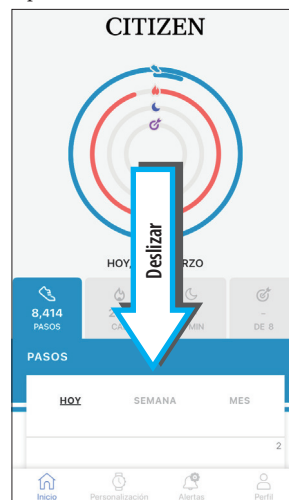 CITIZEN
HOY,
RZO
Deslizar
8,414
PASOS
MIN
DE 8
PASOS
HOY SEMANA MES
2
Inicio Personalización Alertas Perfil